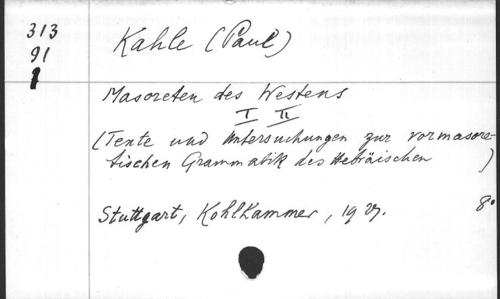 313
91
1
Kahle (Paul)
Masoreten des Westens
I II
(Texte und Untersuchungen zur vormasore-
tischen Grammatik des Hebräischen)
Stuttgart, Kohlkammer, 1927. 8°